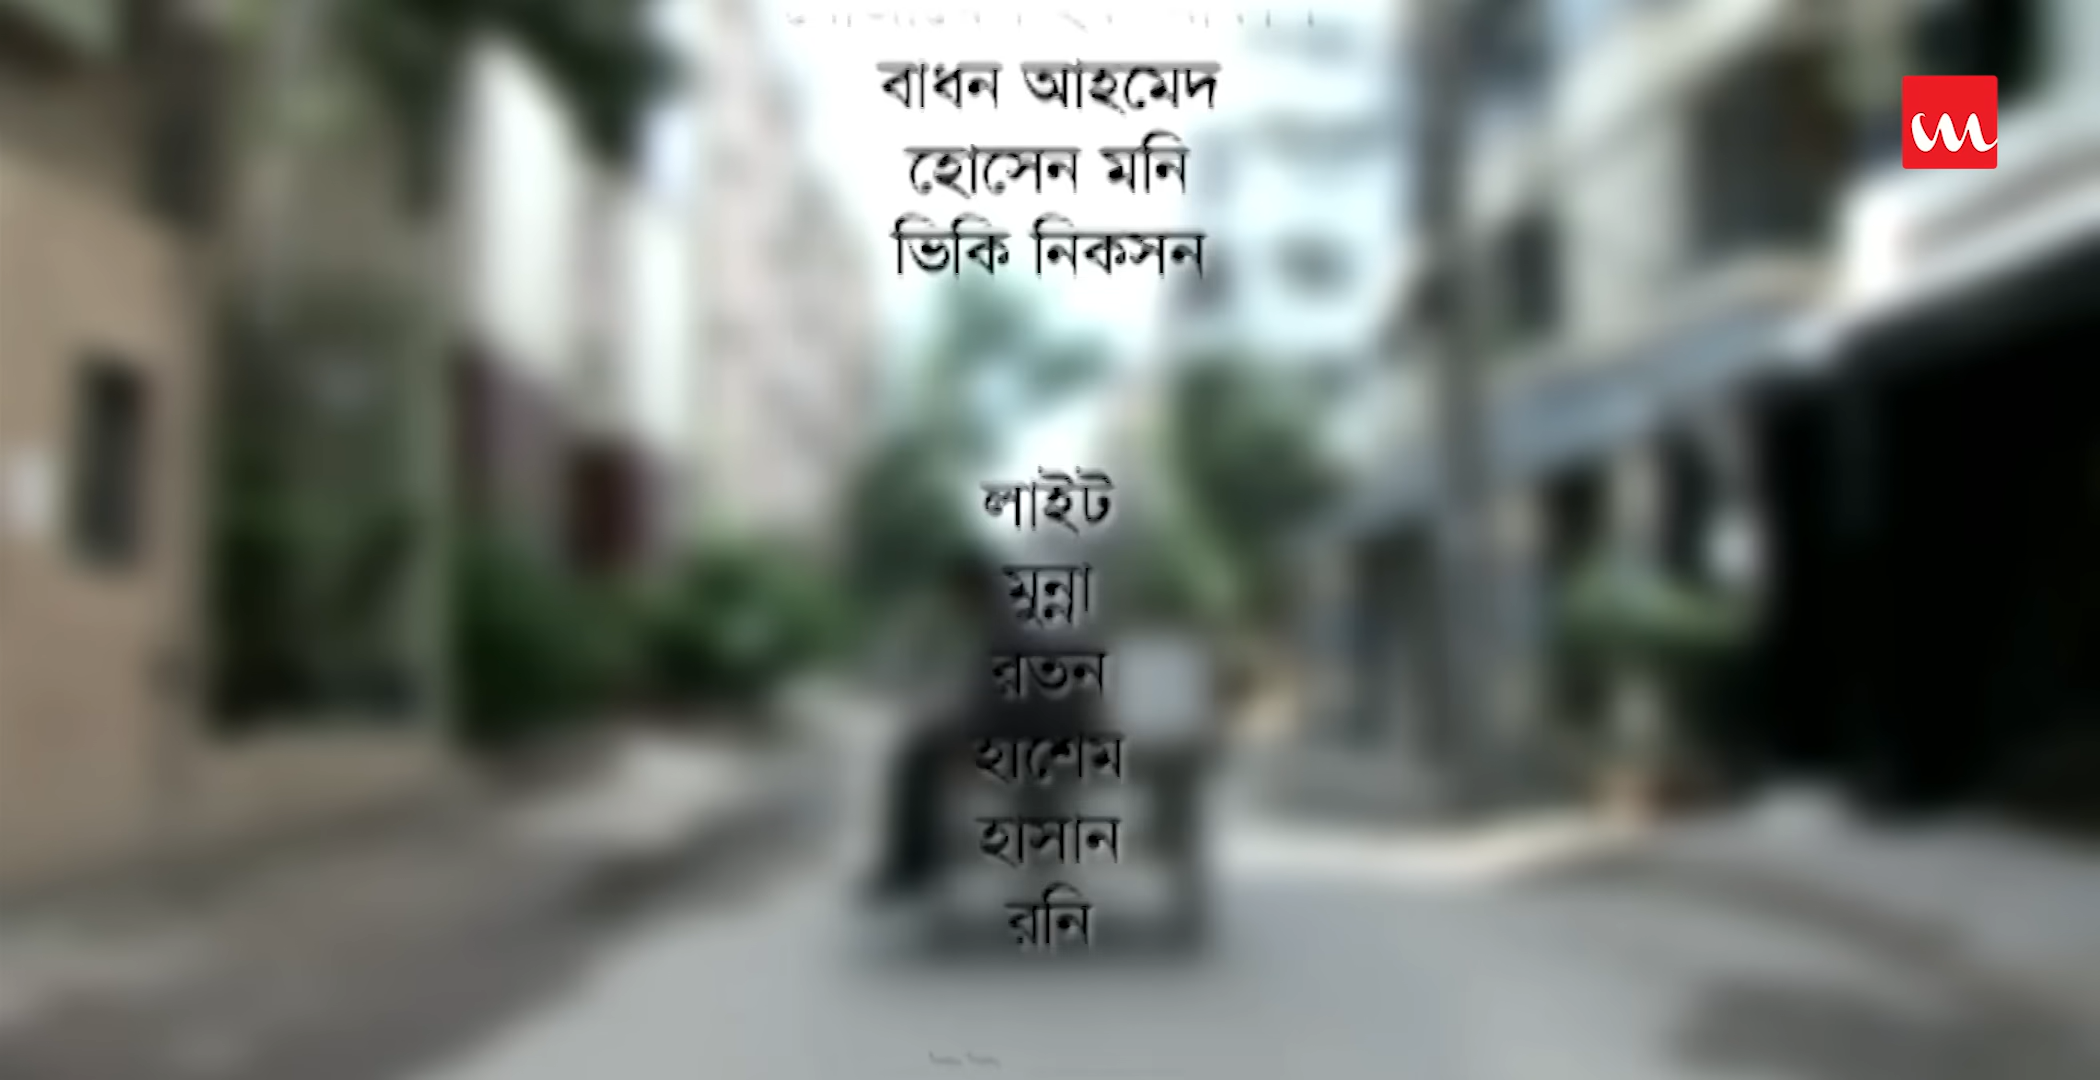 বাধন আহমেদ
হোসেন মনি
ভিকি নিকসন
লাইট
মুন্না
রতন
হাশেম
হাসান
রনি